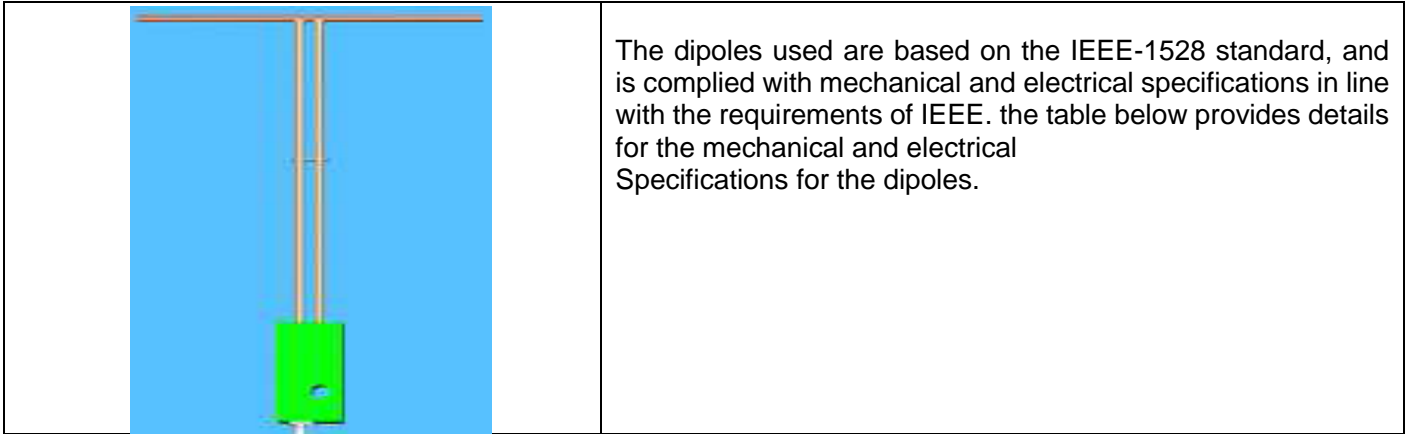 The dipoles used are based on the IEEE-1528 standard, and
is complied with mechanical and electrical specifications in line
with the requirements of IEEE. the table below provides details
for the mechanical and electrical
Specifications for the dipoles.